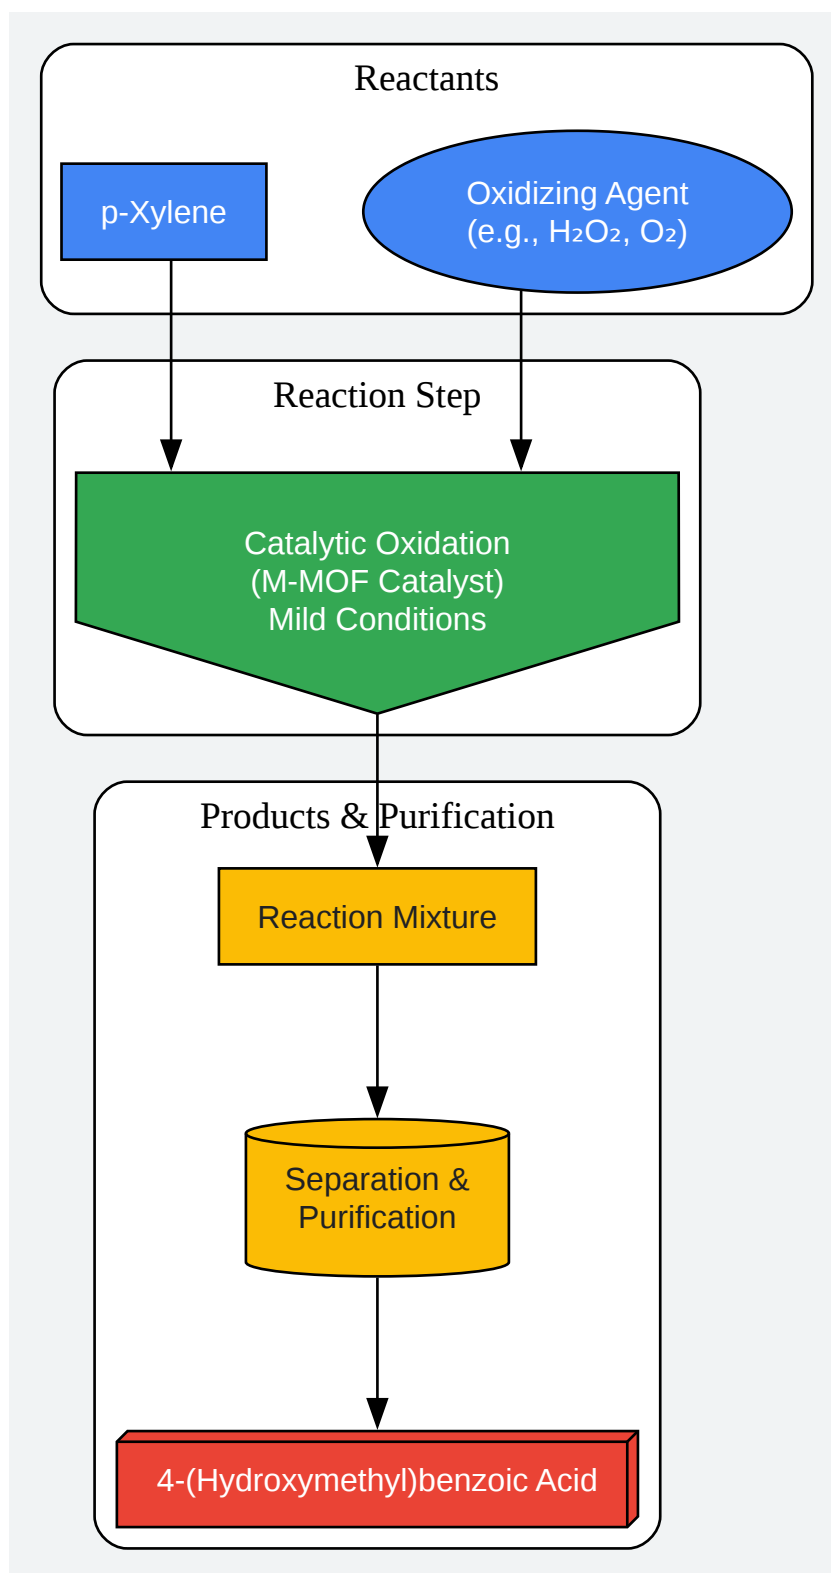 Reactants
p-Xylene
Oxidizing Agent
(e.g., H₂O₂, O₂)
Reaction Step
Catalytic Oxidation
(M-MOF Catalyst)
Mild Conditions
Products & Purification
Reaction Mixture
Separation &
Purification
4-(Hydroxymethyl)benzoic Acid